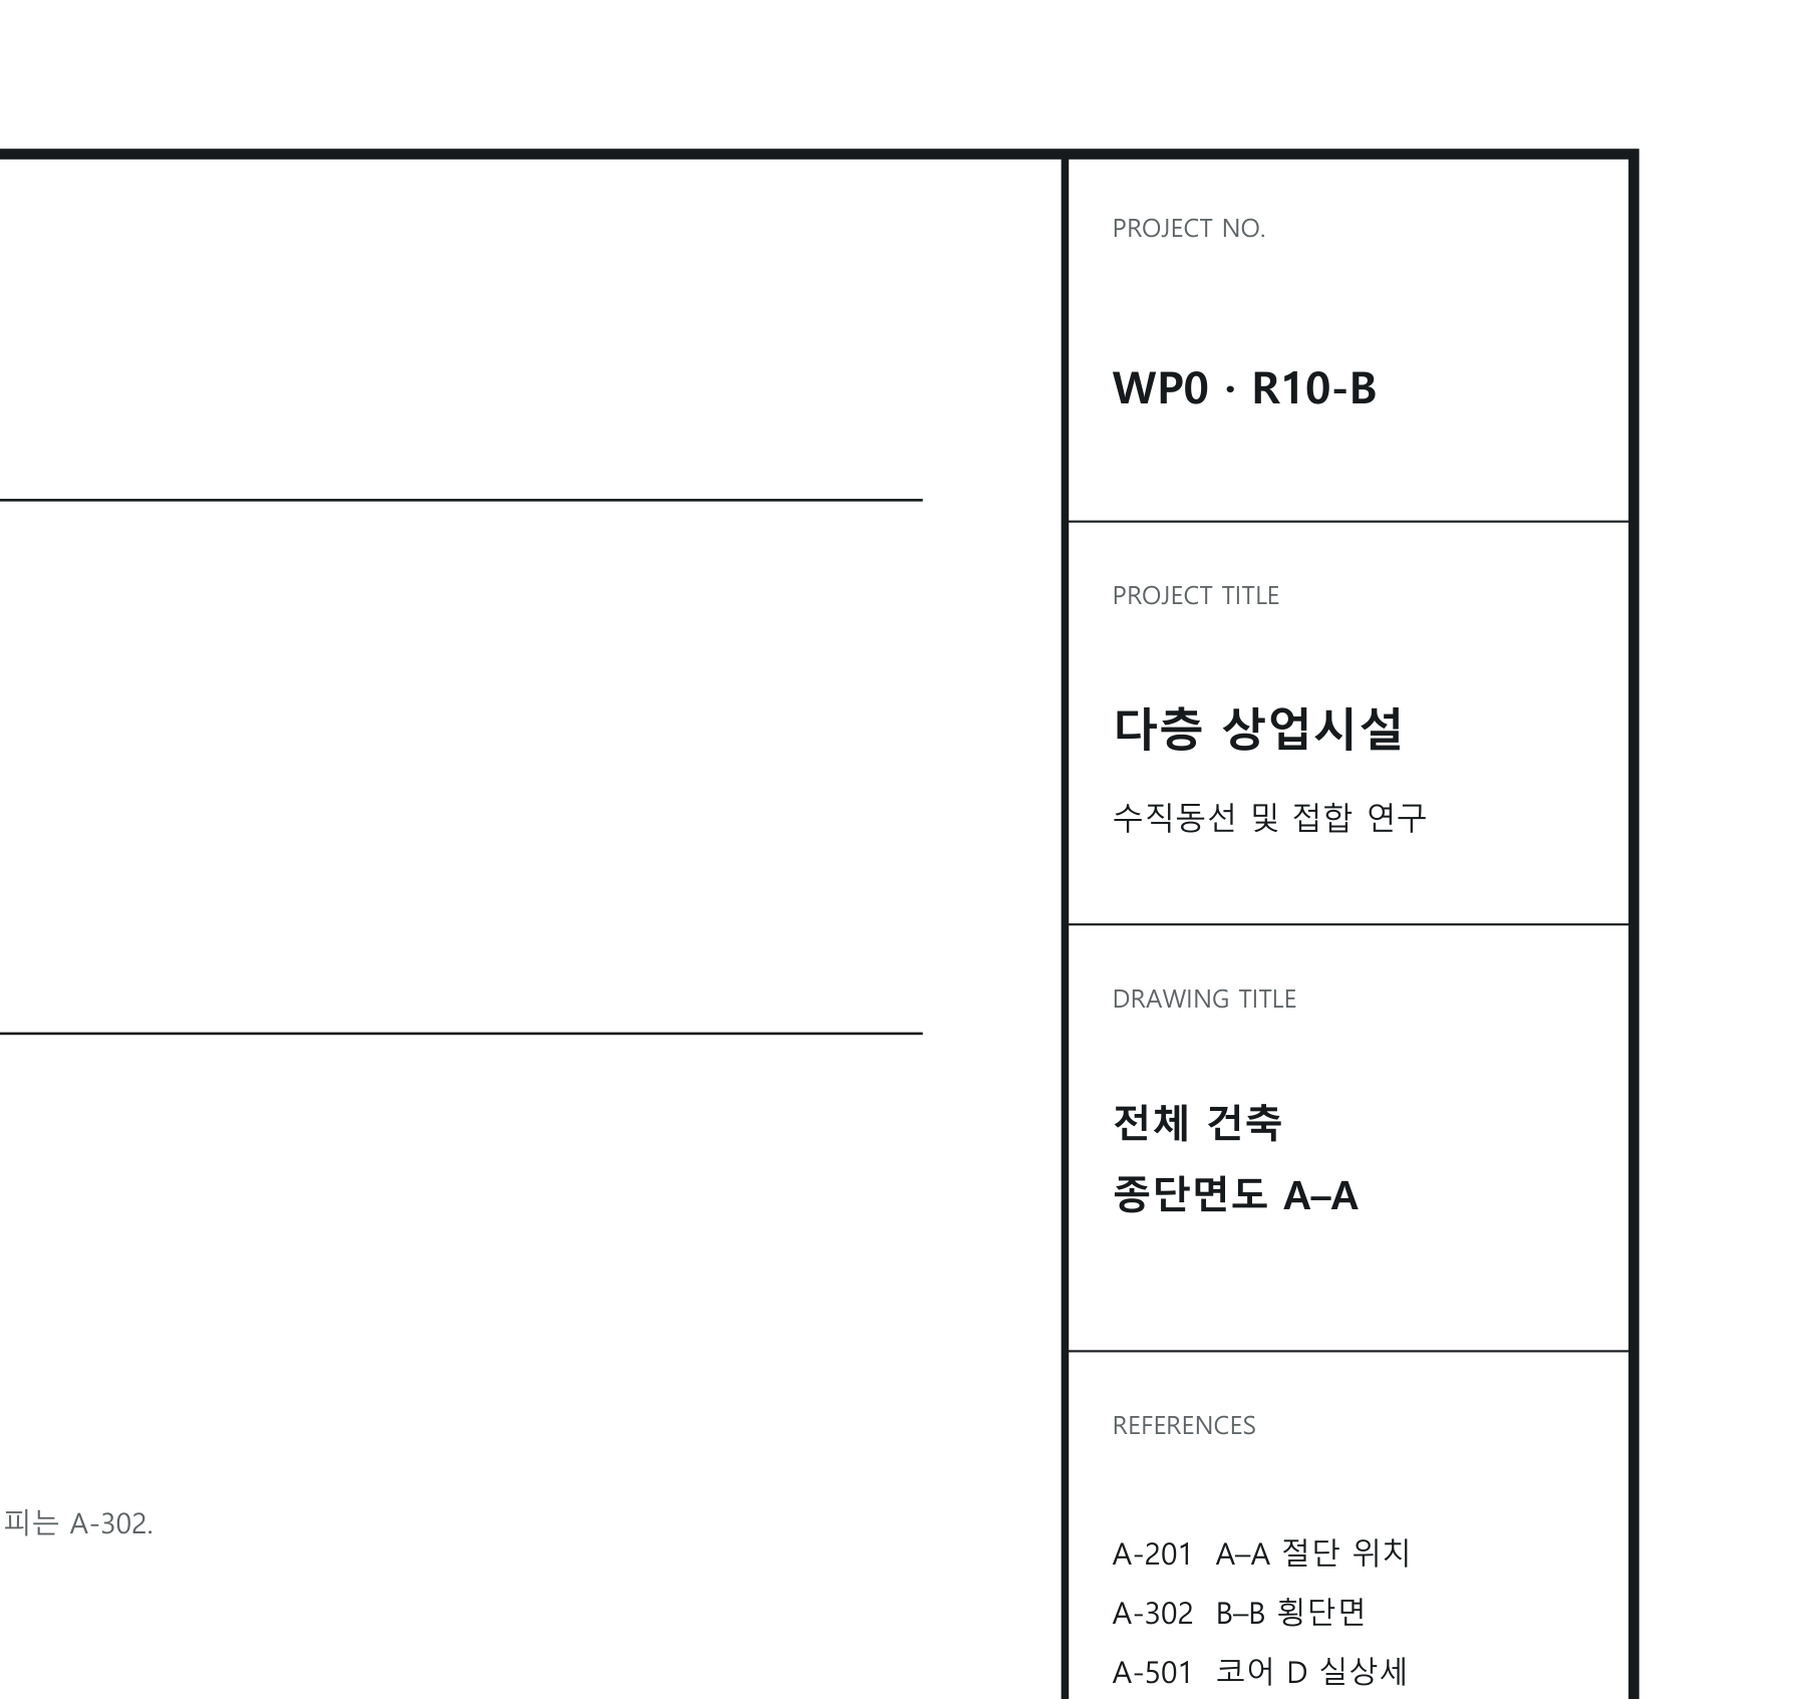 PROJECT NO.
WP0 · R10-B
PROJECT TITLE
다층 상업시설
수직동선 및 접합 연구
DRAWING TITLE
전체 건축
종단면도 A–A
REFERENCES
피는 A-302.
A-201 A–A 절단 위치
A-302 B–B 횡단면
A-501 코어 D 실상세